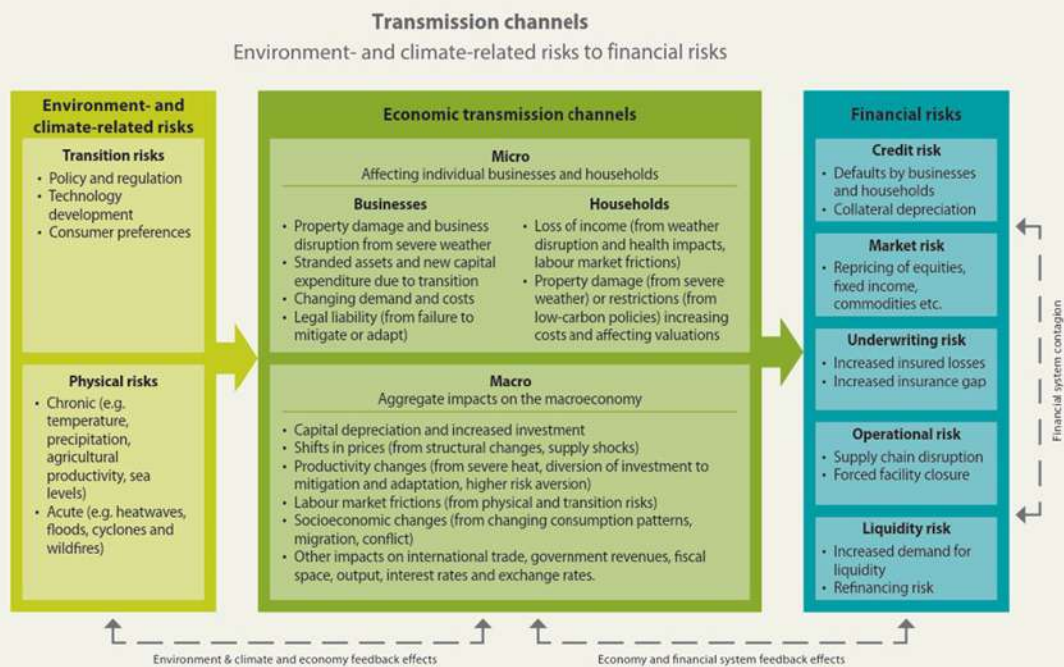 Transmission channels
Environment- and climate-related risks to financial risks
Environment- and
climate-related risks
Transition risks
• Policy and regulation
• Technology
development
• Consumer preferences
Physical risks
• Chronic (e.g.
temperature,
precipitation,
agricultural
productivity, sea
levels)
• Acute (e.g. heatwaves,
floods, cyclones and
wildfires)
Economic transmission channels
Micro
Affecting individual businesses and households
Businesses
• Property damage and business
disruption from severe weather
• Stranded assets and new capital
expenditure due to transition
• Changing demand and costs
• Legal liability (from failure to
mitigate or adapt)
Households
• Loss of income (from weather
disruption and health impacts,
labour market frictions)
• Property damage (from severe
weather) or restrictions (from
low-carbon policies) increasing
costs and affecting valuations
Macro
Aggregate impacts on the macroeconomy
• Capital depreciation and increased investment
• Shifts in prices (from structural changes, supply shocks)
• Productivity changes (from severe heat, diversion of investment to
mitigation and adaptation, higher risk aversion)
• Labour market frictions (from physical and transition risks)
• Socioeconomic changes (from changing consumption patterns,
migration, conflict)
• Other impacts on international trade, government revenues, fiscal
space, output, interest rates and exchange rates.
Financial risks
Credit risk
• Defaults by businesses
and households
• Collateral depreciation
Market risk
• Repricing of equities,
fixed income,
commodities etc.
Underwriting risk
• Increased insured losses
• Increased insurance gap
Operational risk
• Supply chain disruption
• Forced facility closure
Liquidity risk
• Increased demand for
liquidity
• Refinancing risk
Financial system contagion
Environment & climate and economy feedback effects
Economy and financial system feedback effects